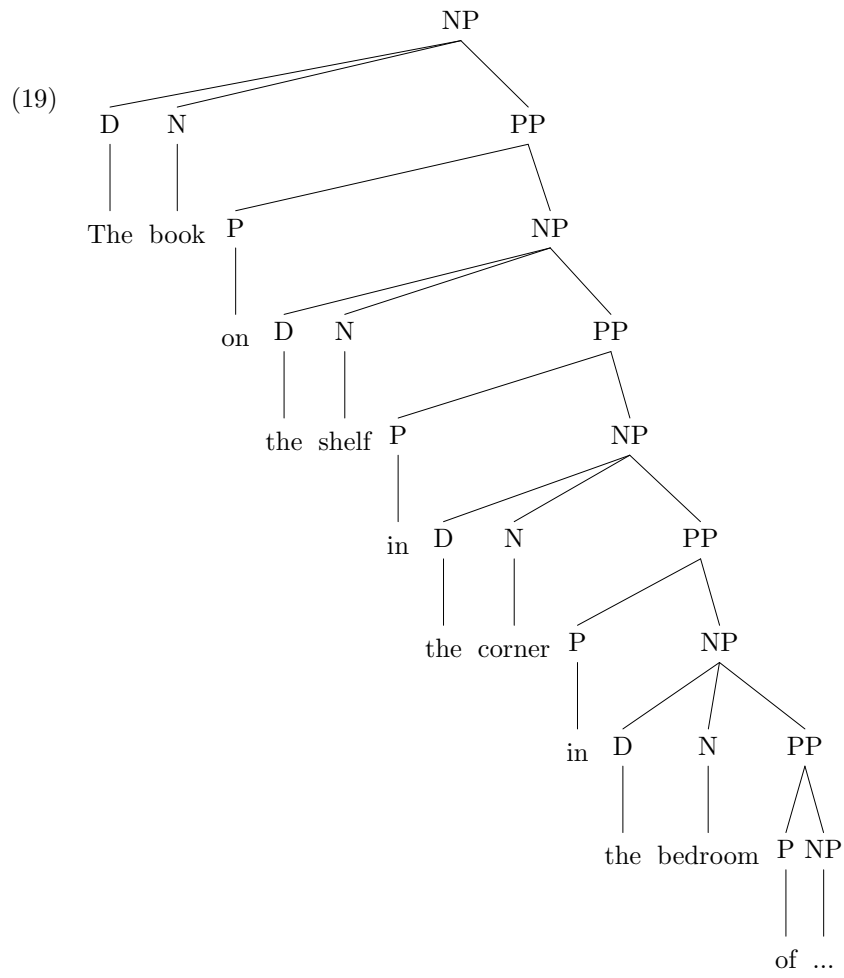 NP
(19)
D N PP
The book P NP
on D N PP
the shelf P NP
in D N PP
the corner P NP
in D N PP
the bedroom P NP
of ...